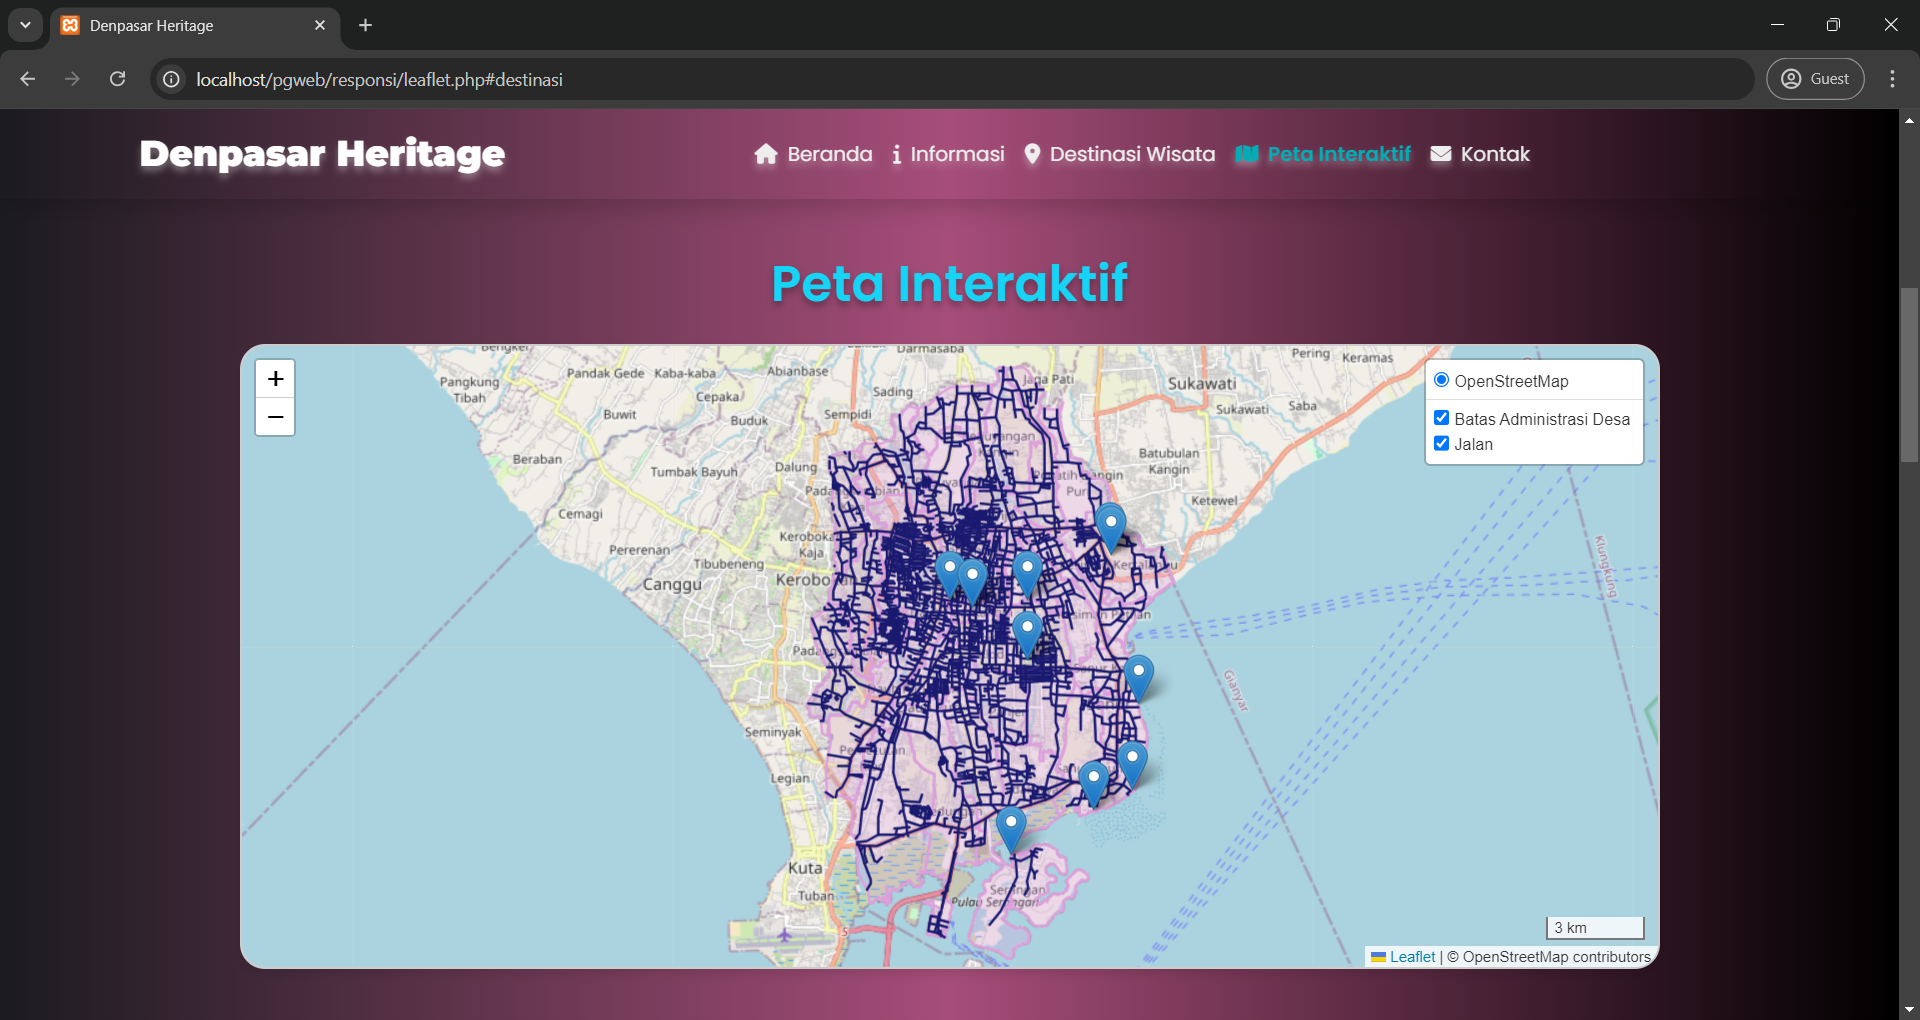 Denpasar Heritage
localhost/pgweb/responsi/leaflet.php#destinasi
Guest
Denpasar Heritage
Beranda
Informasi
Destinasi Wisata
Peta Interaktif
Kontak
Peta Interaktif
+
−
OpenStreetMap
Batas Administrasi Desa
Jalan
Darmasaba
Pering
Keramas
Pangkung
Tibah
Pandak Gede
Kaba-kaba
Abianbase
Jaga Pati
Sukawati
Cepaka
Sading
Buwit
Buduk
Sempidi
Sukawati
Saba
Beraban
Tumbak Bayuh
Dalung
Batubulan
Kangin
Ketewel
Cemagi
Pererenan
Tibubeneng
Kaja
Canggu
Klungkung
Gianyar
Seminyak
Legian
Kuta
Tuban
Serangan
Pulau Serangan
5
3 km
Leaflet | © OpenStreetMap contributors